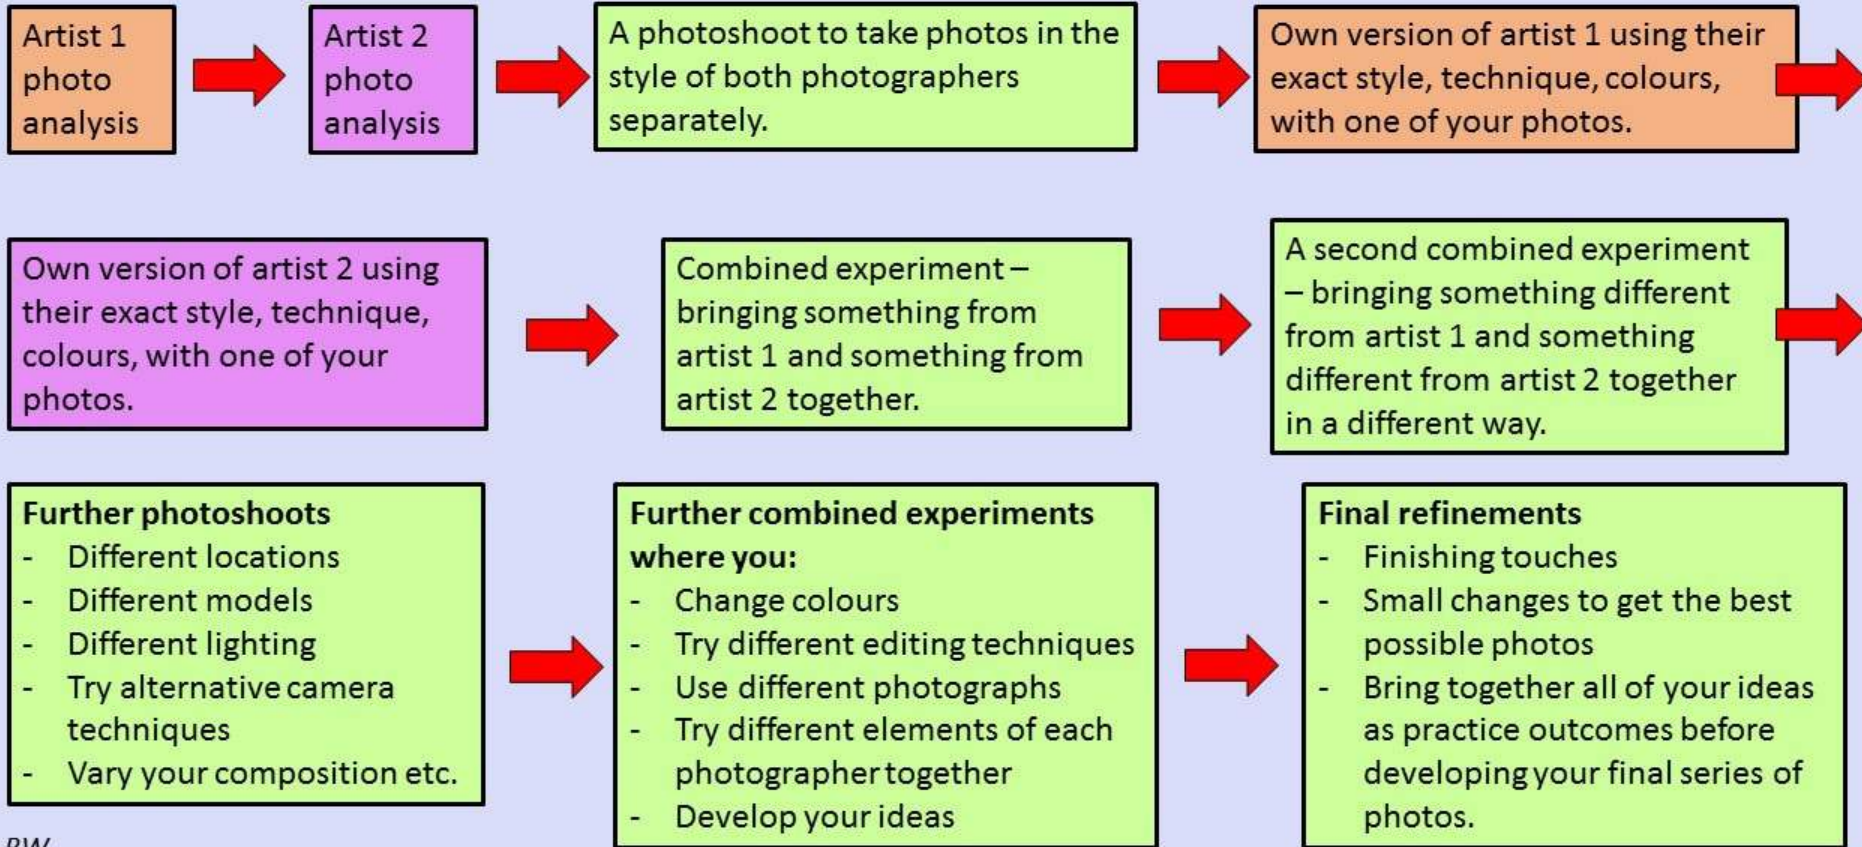 Artist 1
photo
analysis
Artist 2
photo
analysis
A photoshoot to take photos in the
style of both photographers
separately.
Own version of artist 1 using their
exact style, technique, colours,
with one of your photos.
Own version of artist 2 using
their exact style, technique,
colours, with one of your
photos.
Combined experiment –
bringing something from
artist 1 and something from
artist 2 together.
A second combined experiment
– bringing something different
from artist 1 and something
different from artist 2 together
in a different way.
Further photoshoots
- Different locations
- Different models
- Different lighting
- Try alternative camera
techniques
- Vary your composition etc.
Further combined experiments
where you:
- Change colours
- Try different editing techniques
- Use different photographs
- Try different elements of each
photographer together
- Develop your ideas
Final refinements
- Finishing touches
- Small changes to get the best
possible photos
- Bring together all of your ideas
as practice outcomes before
developing your final series of
photos.